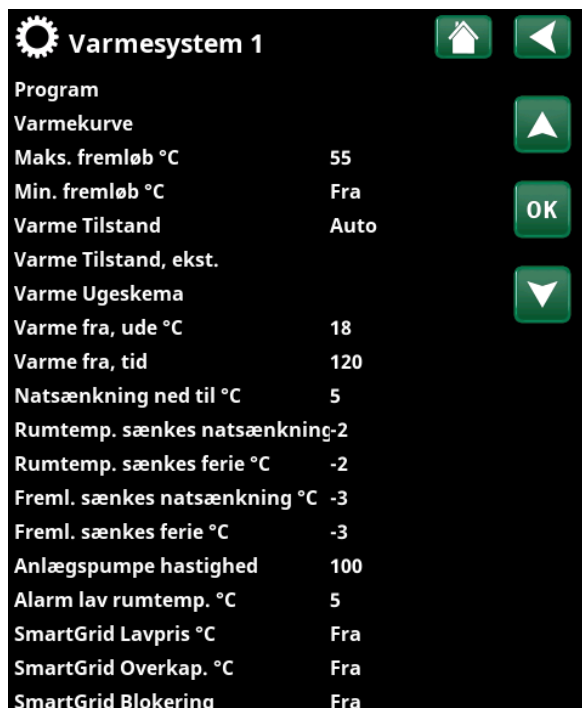 Varmesystem 1
Program
Varmekurve
Maks. fremløb °C 55
Min. fremløb °C Fra
OK
Varme Tilstand Auto
Varme Tilstand, ekst.
Varme Ugeskema
Varme fra, ude °C 18
Varme fra, tid 120
Natsænkning ned til °C 5
Rumtemp. sænkes natsænkning -2
Rumtemp. sænkes ferie °C -2
Freml. sænkes natsænkning °C -3
Freml. sænkes ferie °C -3
Anlægspumpe hastighed 100
Alarm lav rumtemp. °C 5
SmartGrid Lavpris °C Fra
SmartGrid Overkap. °C Fra
SmartGrid Blokering Fra